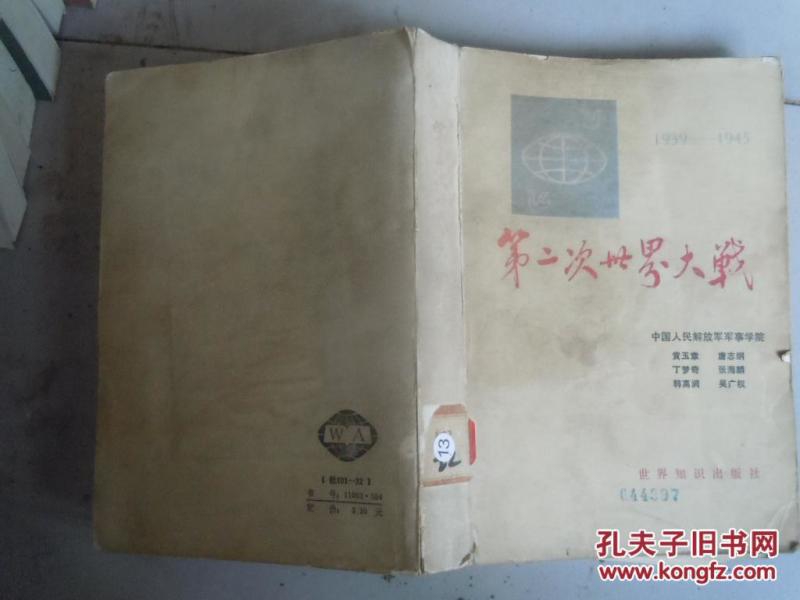 1939——1945
第二次世界大戰
中国人民解放军军事学院
黄玉章 唐志纲
丁梦奇 张海麟
韩高润 吴广权
世界知识出版社
044397
13
WA
孔夫子旧书网
www.kongfz.com